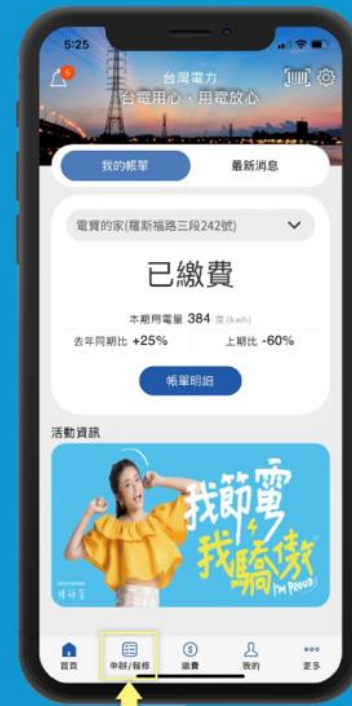 5:25
5
台灣電力
台電用心・用電放心
我的帳單
最新消息
電寶的家(羅斯福路三段242號)
已繳費
本期用電量 384 度(kwh)
去年同期比 +25%
上期比 -60%
帳單明細
活動資訊
我節電
我驕傲
I'm PROUD
首頁
申辦/報修
繳費
我的
更多